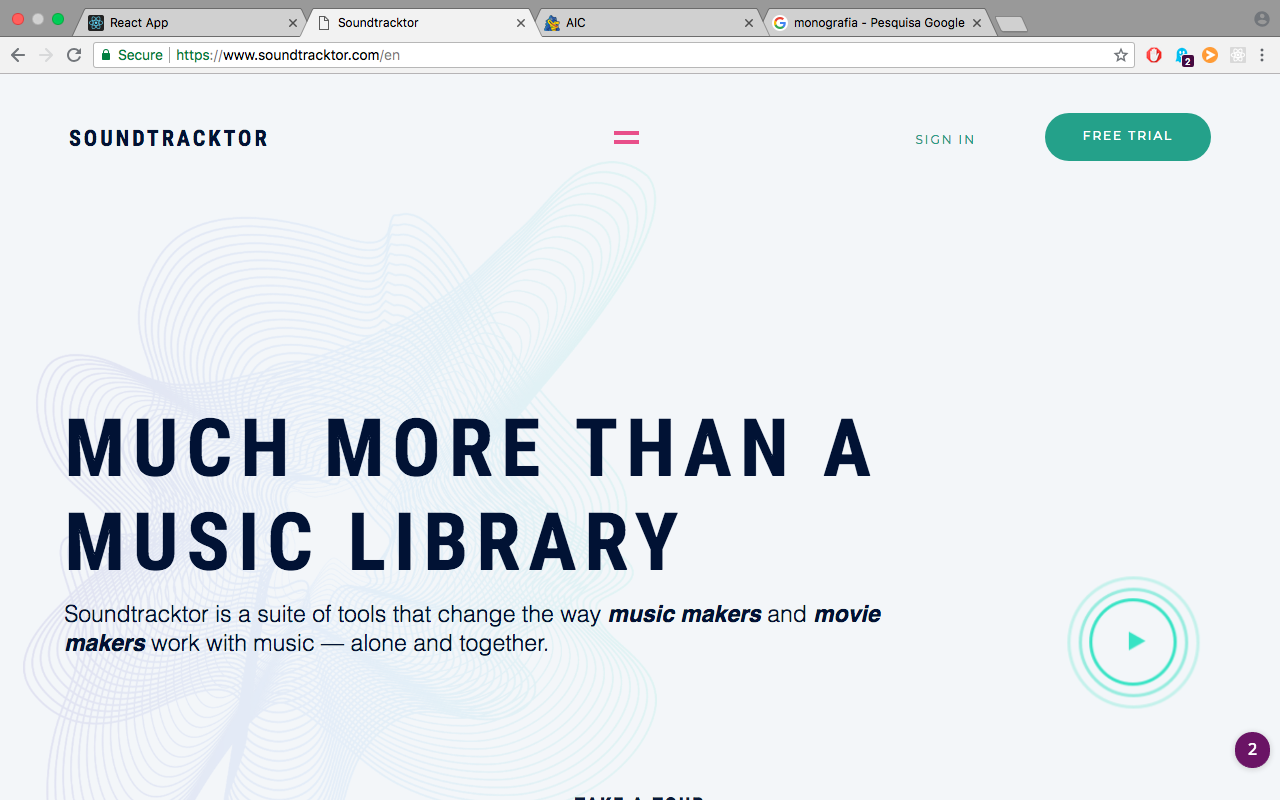 React App
Soundtracktor
AIC
monografia - Pesquisa Google
Secure
https://www.soundtracktor.com/en
2
SOUNDTRACKTOR
SIGN IN
FREE TRIAL
MUCH MORE THAN A
MUSIC LIBRARY
Soundtracktor is a suite of tools that change the way music makers and movie
makers work with music — alone and together.
2
TAKE A TOUR